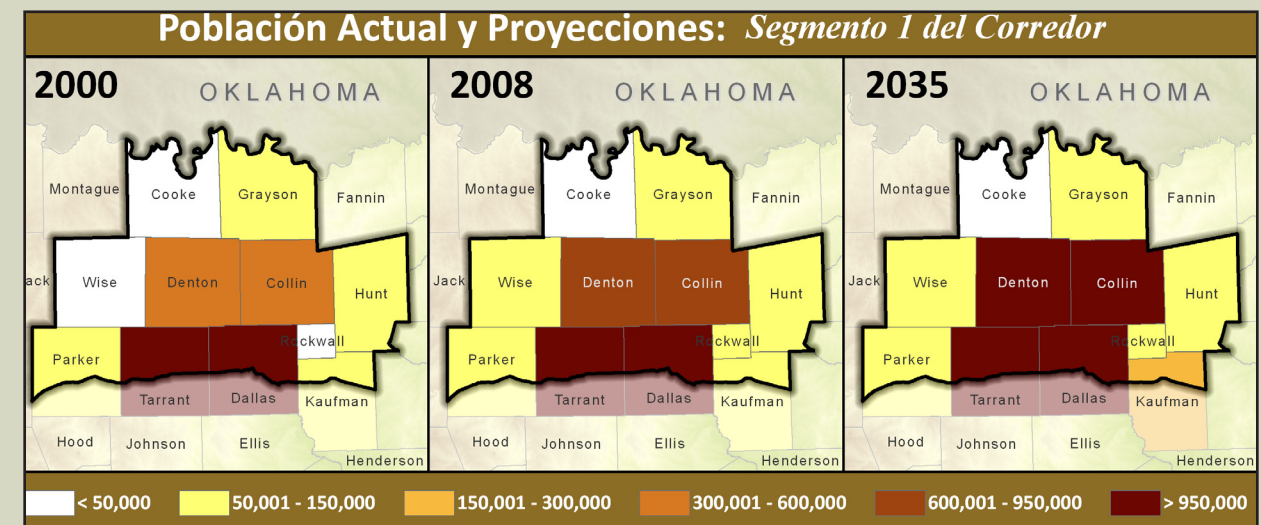 Población Actual y Proyecciones: Segmento 1 del Corredor
2000
OKLAHOMA
Montague
Cooke
Grayson
Fannin
ack
Wise
Denton
Collin
Hunt
Rockwall
Parker
Tarrant
Dallas
Kaufman
Hood
Johnson
Ellis
Henderson
2008
OKLAHOMA
Montague
Cooke
Grayson
Fannin
Jack
Wise
Denton
Collin
Hunt
Rockwall
Parker
Tarrant
Dallas
Kaufman
Hood
Johnson
Ellis
Henderson
2035
OKLAHOMA
Montague
Cooke
Grayson
Fannin
Jack
Wise
Denton
Collin
Hunt
Rockwall
Parker
Tarrant
Dallas
Kaufman
Hood
Johnson
Ellis
Henderson
< 50,000 50,001 - 150,000 150,001 - 300,000 300,001 - 600,000 600,001 - 950,000 > 950,000